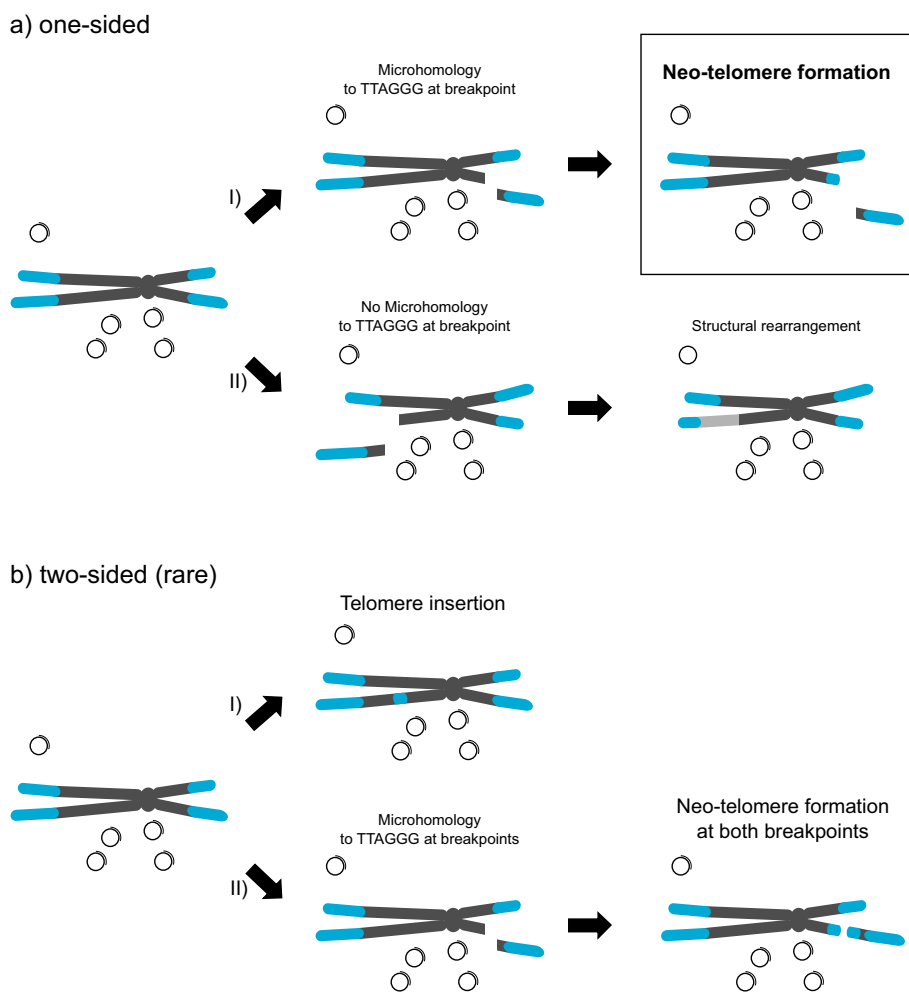 a) one-sided
Microhomology
to TTAGGG at breakpoint
Neo-telomere formation
I)
No Microhomology
to TTAGGG at breakpoint
Structural rearrangement
II)
b) two-sided (rare)
Telomere insertion
I)
Microhomology
to TTAGGG at breakpoints
Neo-telomere formation
at both breakpoints
II)